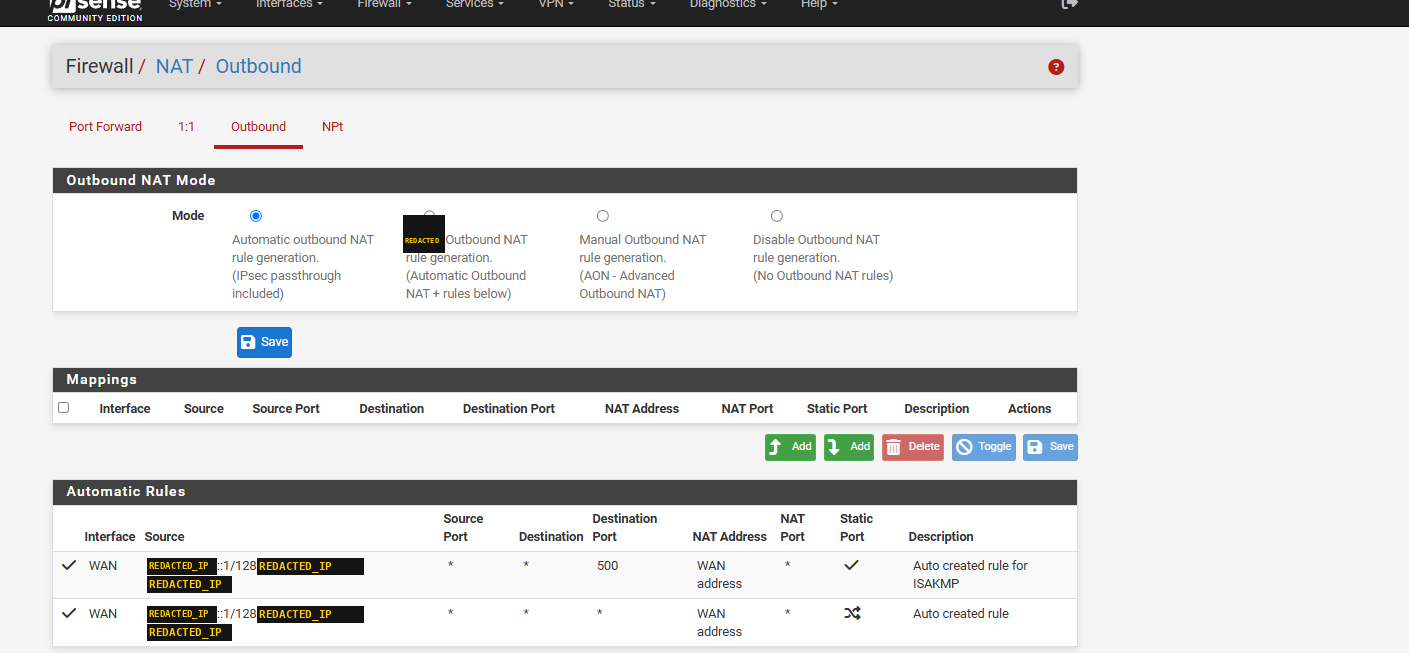 pfsense
System Interfaces Firewall Services VPN Status Diagnostics Help
COMMUNITY EDITION
Firewall / NAT / Outbound
?
Port Forward 1:1 Outbound NPt
Outbound NAT Mode
Mode
Automatic outbound NAT
rule generation.
(IPsec passthrough
included)
REDACTED Outbound NAT
rule generation.
(Automatic Outbound
NAT + rules below)
Manual Outbound NAT
rule generation.
(AON - Advanced
Outbound NAT)
Disable Outbound NAT
rule generation.
(No Outbound NAT rules)
Save
Mappings
Interface Source Source Port Destination Destination Port NAT Address NAT Port Static Port Description Actions
Add Add Delete Toggle Save
Automatic Rules
Interface Source Source Port Destination Destination Port NAT Address NAT Port Static Port Description
WAN REDACTED_IP ::1/128 REDACTED_IP * * 500 WAN * Auto created rule for
REDACTED_IP address ISAKMP
WAN REDACTED_IP ::1/128 REDACTED_IP * * * WAN * Auto created rule
REDACTED_IP address